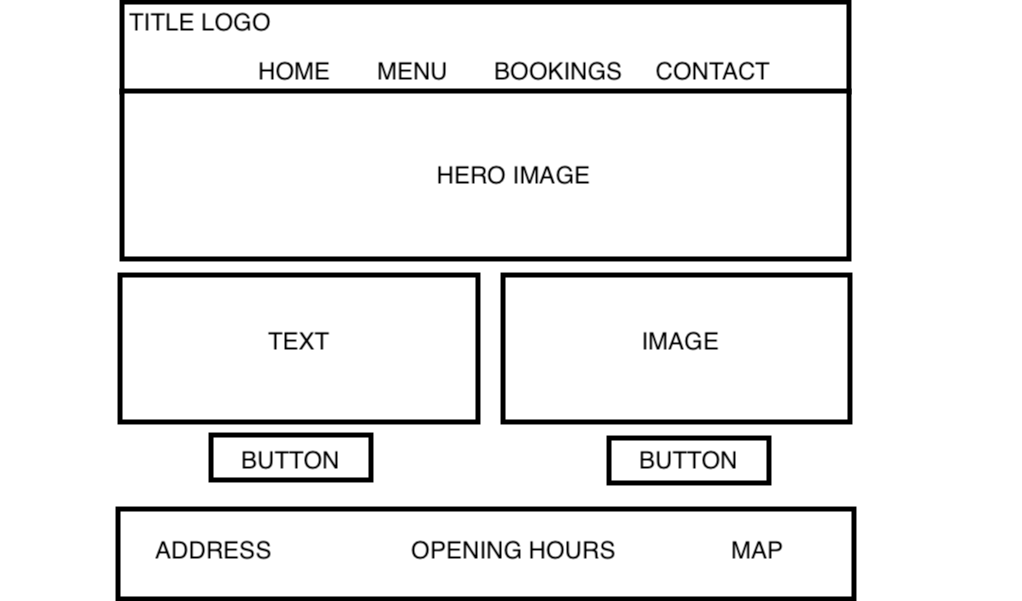 TITLE LOGO
HOME MENU BOOKINGS CONTACT
HERO IMAGE
TEXT IMAGE
BUTTON BUTTON
ADDRESS OPENING HOURS MAP